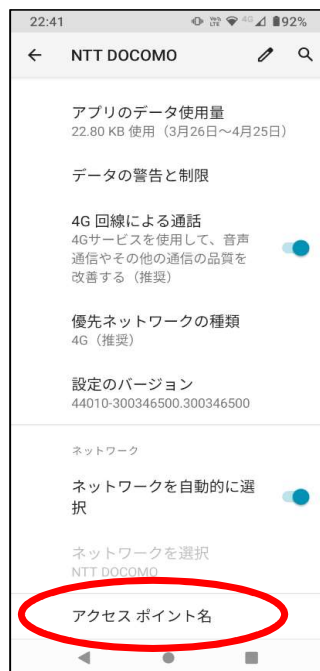 22:41 Vo)) LTE 4G 92%
NTT DOCOMO
アプリのデータ使用量
22.80 KB 使用（3月26日～4月25日）
データの警告と制限
4G 回線による通話
4Gサービスを使用して、音声
通信やその他の通信の品質を
改善する（推奨）
優先ネットワークの種類
4G（推奨）
設定のバージョン
44010-300346500.300346500
ネットワーク
ネットワークを自動的に選
択
ネットワークを選択
NTT DOCOMO
アクセス ポイント名